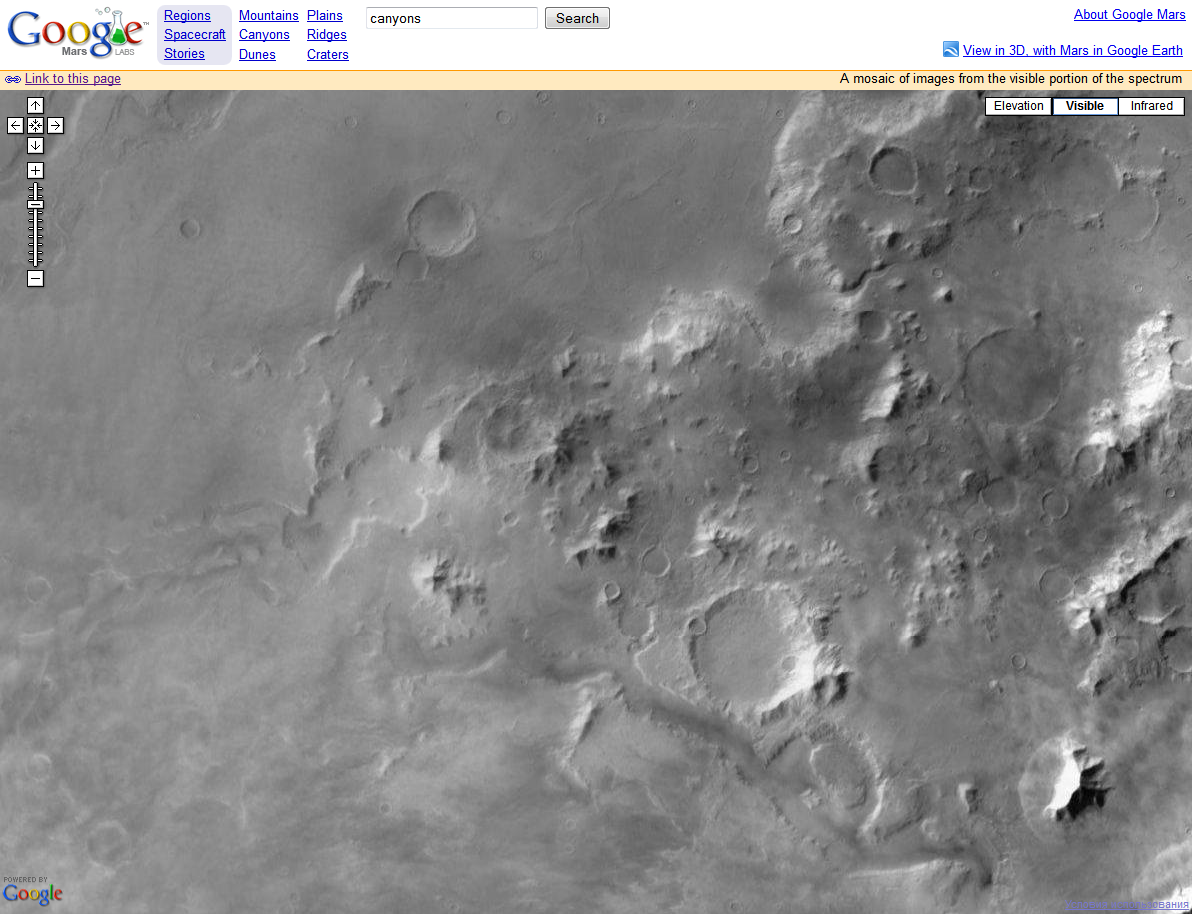 Google™
Mars LABS
Regions Mountains Plains
Spacecraft Canyons Ridges
Stories Dunes Craters
canyons Search
About Google Mars
View in 3D, with Mars in Google Earth
Link to this page
A mosaic of images from the visible portion of the spectrum
Elevation Visible Infrared
POWERED BY
Google